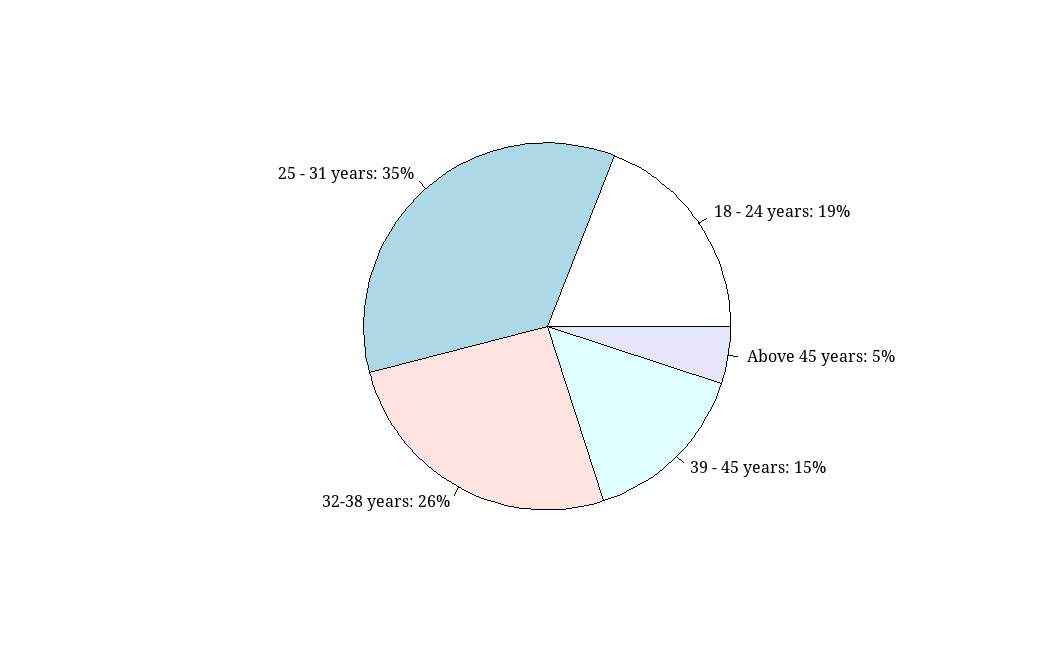 25 - 31 years: 35%
18 - 24 years: 19%
Above 45 years: 5%
39 - 45 years: 15%
32-38 years: 26%